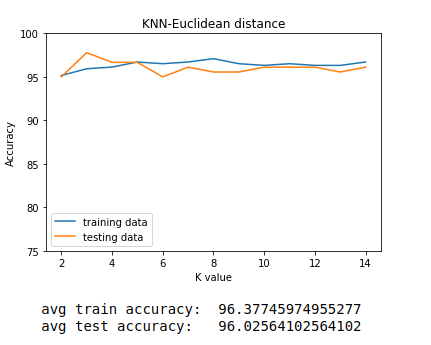 KNN-Euclidean distance
100
95
90
85
80
75
Accuracy
training data
testing data
2 4 6 8 10 12 14
K value
avg train accuracy: 96.37745974955277
avg test accuracy: 96.02564102564102